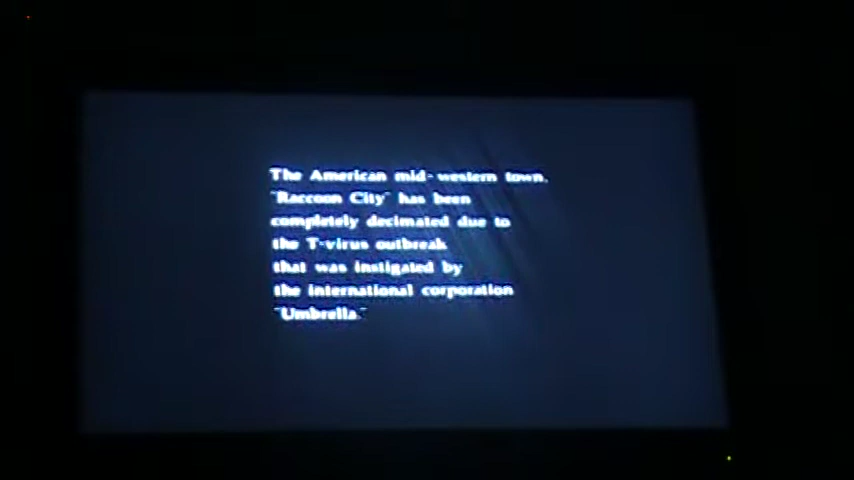 The American mid-western town,
"Raccoon City" has been
completely decimated due to
the T-virus outbreak
that was instigated by
the international corporation
"Umbrella."